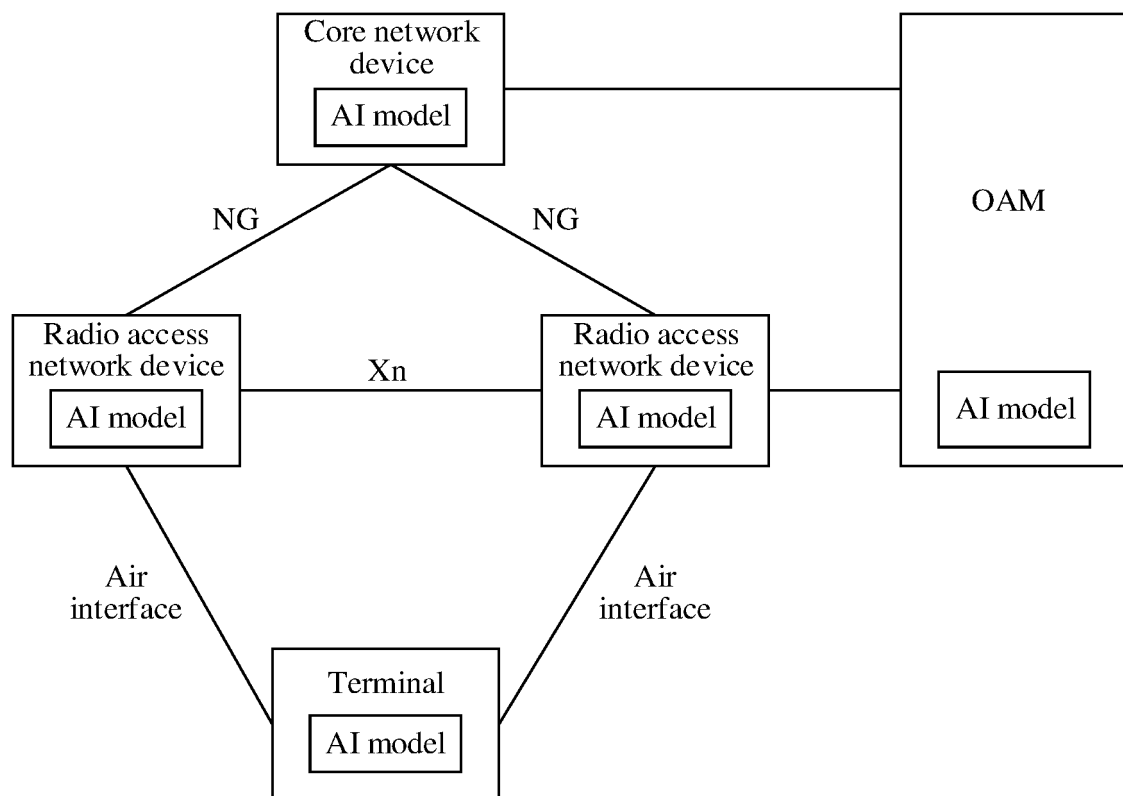 Core network
device
AI model
OAM
NG
NG
Radio access
network device
AI model
Xn
Radio access
network device
AI model
AI model
Air
interface
Air
interface
Terminal
AI model